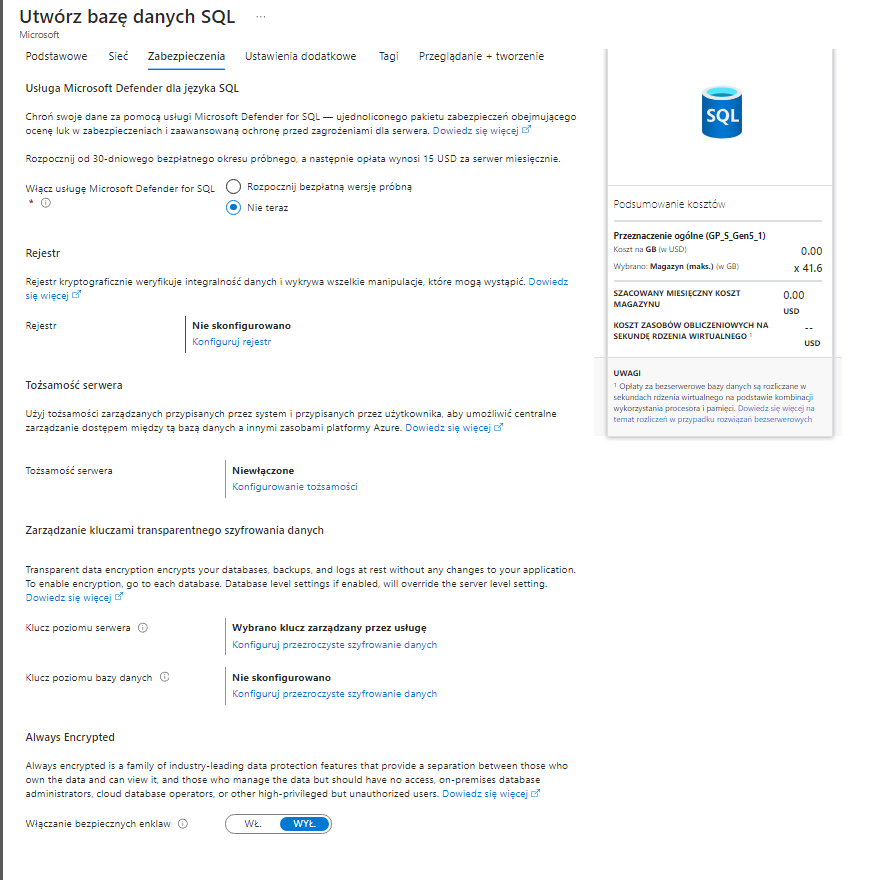 Utwórz bazę danych SQL ...
Microsoft
Podstawowe Sieć Zabezpieczenia Ustawienia dodatkowe Tagi Przeglądanie + tworzenie
Usługa Microsoft Defender dla języka SQL
Chroń swoje dane za pomocą usługi Microsoft Defender for SQL — ujednoliconego pakietu zabezpieczeń obejmującego
ocenę luk w zabezpieczeniach i zaawansowaną ochronę przed zagrożeniami dla serwera. Dowiedz się więcej
Rozpocznij od 30-dniowego bezpłatnego okresu próbnego, a następnie opłata wynosi 15 USD za serwer miesięcznie.
Włącz usługę Microsoft Defender for SQL
*
Rozpocznij bezpłatną wersję próbną
Nie teraz
Rejestr
Rejestr kryptograficznie weryfikuje integralność danych i wykrywa wszelkie manipulacje, które mogą wystąpić. Dowiedz
się więcej
Rejestr
Nie skonfigurowano
Konfiguruj rejestr
Tożsamość serwera
Użyj tożsamości zarządzanych przypisanych przez system i przypisanych przez użytkownika, aby umożliwić centralne
zarządzanie dostępem między tą bazą danych a innymi zasobami platformy Azure. Dowiedz się więcej
Tożsamość serwera
Niewłączone
Konfigurowanie tożsamości
Zarządzanie kluczami transparentnego szyfrowania danych
Transparent data encryption encrypts your databases, backups, and logs at rest without any changes to your application.
To enable encryption, go to each database. Database level settings if enabled, will override the server level setting.
Dowiedz się więcej
Klucz poziomu serwera
Wybrano klucz zarządzany przez usługę
Konfiguruj przezroczyste szyfrowanie danych
Klucz poziomu bazy danych
Nie skonfigurowano
Konfiguruj przezroczyste szyfrowanie danych
Always Encrypted
Always encrypted is a family of industry-leading data protection features that provide a separation between those who
own the data and can view it, and those who manage the data but should have no access, on-premises database
administrators, cloud database operators, or other high-privileged but unauthorized users. Dowiedz się więcej
Włączanie bezpiecznych enklaw
WŁ. WYŁ.
SQL
Podsumowanie kosztów
Przeznaczenie ogólne (GP_S_Gen5_1)
Koszt na GB (w USD) 0.00
Wybrano: Magazyn (maks.) (w GB) x 41.6
SZACOWANY MIESIĘCZNY KOSZT
MAGAZYNU
0.00
USD
KOSZT ZASOBÓW OBLICZENIOWYCH NA
SEKUNDĘ RDZENIA WIRTUALNEGO ¹
--
USD
UWAGI
¹ Opłaty za bezserwerowe bazy danych są rozliczane w
sekundach rdzenia wirtualnego na podstawie kombinacji
wykorzystania procesora i pamięci. Dowiedz się więcej na
temat rozliczeń w przypadku rozwiązań bezserwerowych